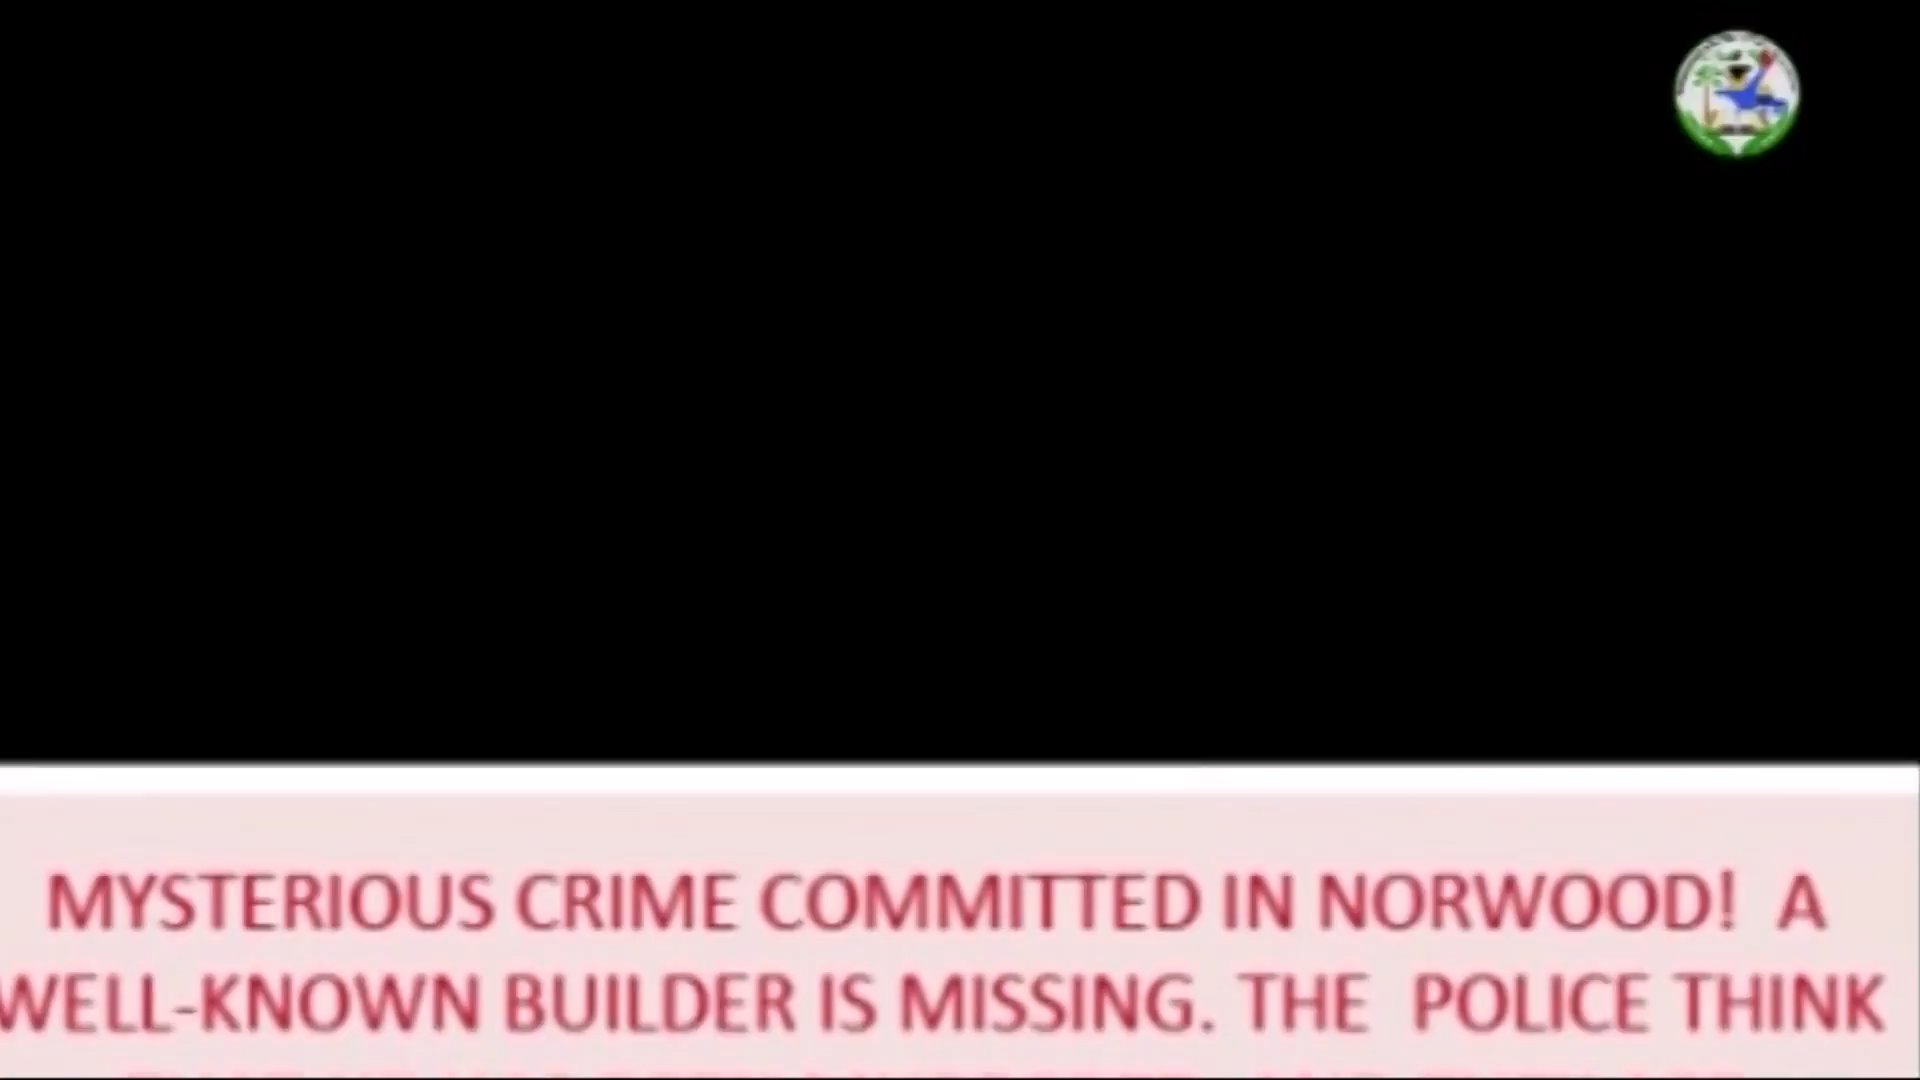 MYSTERIOUS CRIME COMMITTED IN NORWOOD! A
WELL-KNOWN BUILDER IS MISSING. THE POLICE THINK